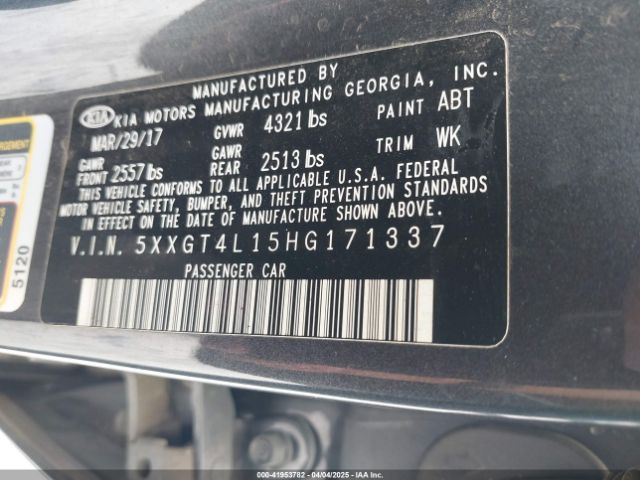 MANUFACTURED BY
KIA KIA MOTORS MANUFACTURING GEORGIA, INC.
MAR/29/17 GVWR 4321 lbs PAINT ABT
GAWR FRONT 2557 lbs GAWR REAR 2513 lbs TRIM WK
THIS VEHICLE CONFORMS TO ALL APPLICABLE U.S.A. FEDERAL
MOTOR VEHICLE SAFETY, BUMPER, AND THEFT PREVENTION STANDARDS
IN EFFECT ON THE DATE OF MANUFACTURE SHOWN ABOVE.
V.I.N. 5XXGT4L15HG171337
PASSENGER CAR
5120
000-41953782 - 04/04/2025 - IAAI.COM